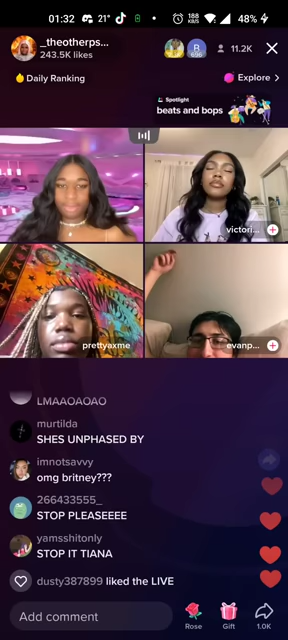 01:32
21°
188
KB/S
48%
_theotherps...
243.5K likes
R
690
11.2K
Daily Ranking
Explore >
Spotlight
beats and bops
victori...
prettyaxme
evanp...
LMAAOAOAO
murtilda
SHES UNPHASED BY
imnotsavvy
omg britney???
266433555_
STOP PLEASEEEE
yamsshitonly
STOP IT TIANA
dusty387899 liked the LIVE
Add comment
Rose
Gift
1.0K